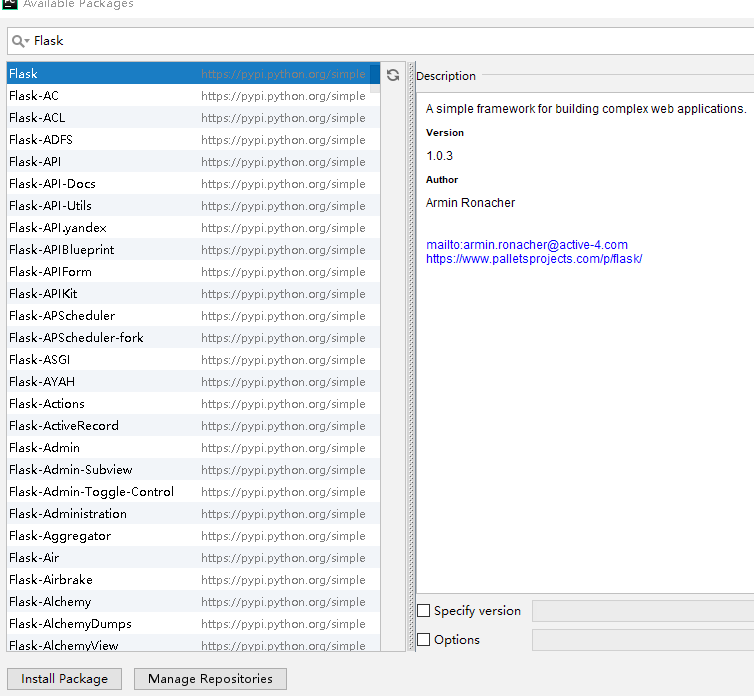 Available Packages
Flask
Flask https://pypi.python.org/simple
Flask-AC https://pypi.python.org/simple
Flask-ACL https://pypi.python.org/simple
Flask-ADFS https://pypi.python.org/simple
Flask-API https://pypi.python.org/simple
Flask-API-Docs https://pypi.python.org/simple
Flask-API-Utils https://pypi.python.org/simple
Flask-API.yandex https://pypi.python.org/simple
Flask-APIBlueprint https://pypi.python.org/simple
Flask-APIForm https://pypi.python.org/simple
Flask-APIKit https://pypi.python.org/simple
Flask-APScheduler https://pypi.python.org/simple
Flask-APScheduler-fork https://pypi.python.org/simple
Flask-ASGI https://pypi.python.org/simple
Flask-AYAH https://pypi.python.org/simple
Flask-Actions https://pypi.python.org/simple
Flask-ActiveRecord https://pypi.python.org/simple
Flask-Admin https://pypi.python.org/simple
Flask-Admin-Subview https://pypi.python.org/simple
Flask-Admin-Toggle-Control https://pypi.python.org/simple
Flask-Administration https://pypi.python.org/simple
Flask-Aggregator https://pypi.python.org/simple
Flask-Air https://pypi.python.org/simple
Flask-Airbrake https://pypi.python.org/simple
Flask-Alchemy https://pypi.python.org/simple
Flask-AlchemyDumps https://pypi.python.org/simple
Flask-AlchemyView https://pypi.python.org/simple
Description
A simple framework for building complex web applications.
Version
1.0.3
Author
Armin Ronacher
mailto:armin.ronacher@active-4.com
https://www.palletsprojects.com/p/flask/
Specify version
Options
Install Package
Manage Repositories